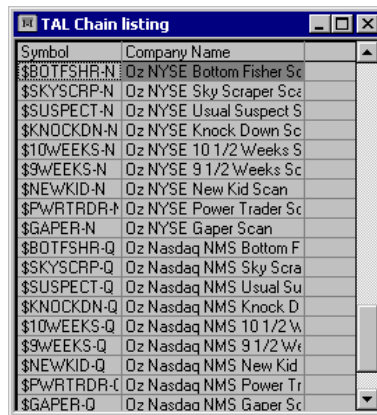 TAL Chain listing
Symbol Company Name
$BOTFSHR-N Oz NYSE Bottom Fisher Sc
$SKYSCRP-N Oz NYSE Sky Scraper Sca
$SUSPECT-N Oz NYSE Usual Suspect S
$KNOCKDN-N Oz NYSE Knock Down Sc
$10WEEKS-N Oz NYSE 10 1/2 Weeks S
$9WEEKS-N Oz NYSE 9 1/2 Weeks Sc
$NEWKID-N Oz NYSE New Kid Scan
$PWRTRDR-N Oz NYSE Power Trader Sc
$GAPER-N Oz NYSE Gaper Scan
$BOTFSHR-Q Oz Nasdaq NMS Bottom F
$SKYSCRP-Q Oz Nasdaq NMS Sky Scra
$SUSPECT-Q Oz Nasdaq NMS Usual Su
$KNOCKDN-Q Oz Nasdaq NMS Knock D
$10WEEKS-Q Oz Nasdaq NMS 10 1/2 W
$9WEEKS-Q Oz Nasdaq NMS 9 1/2 We
$NEWKID-Q Oz Nasdaq NMS New Kid
$PWRTRDR-Q Oz Nasdaq NMS Power Tr
$GAPER-Q Oz Nasdaq NMS Gaper Sc